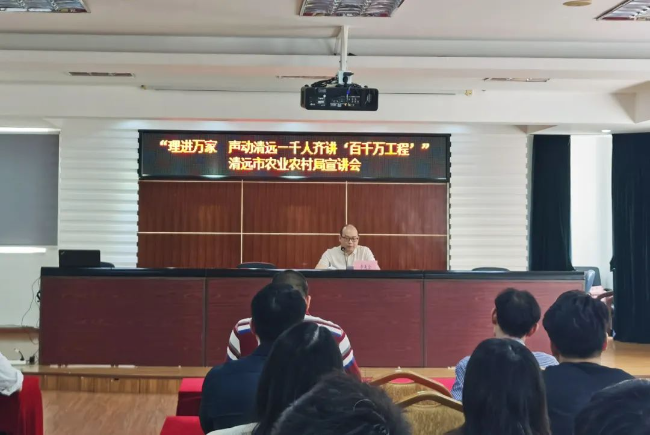 “理进万家 声动清远一千人齐讲‘百千万工程’”
清远市农业农村局宣讲会